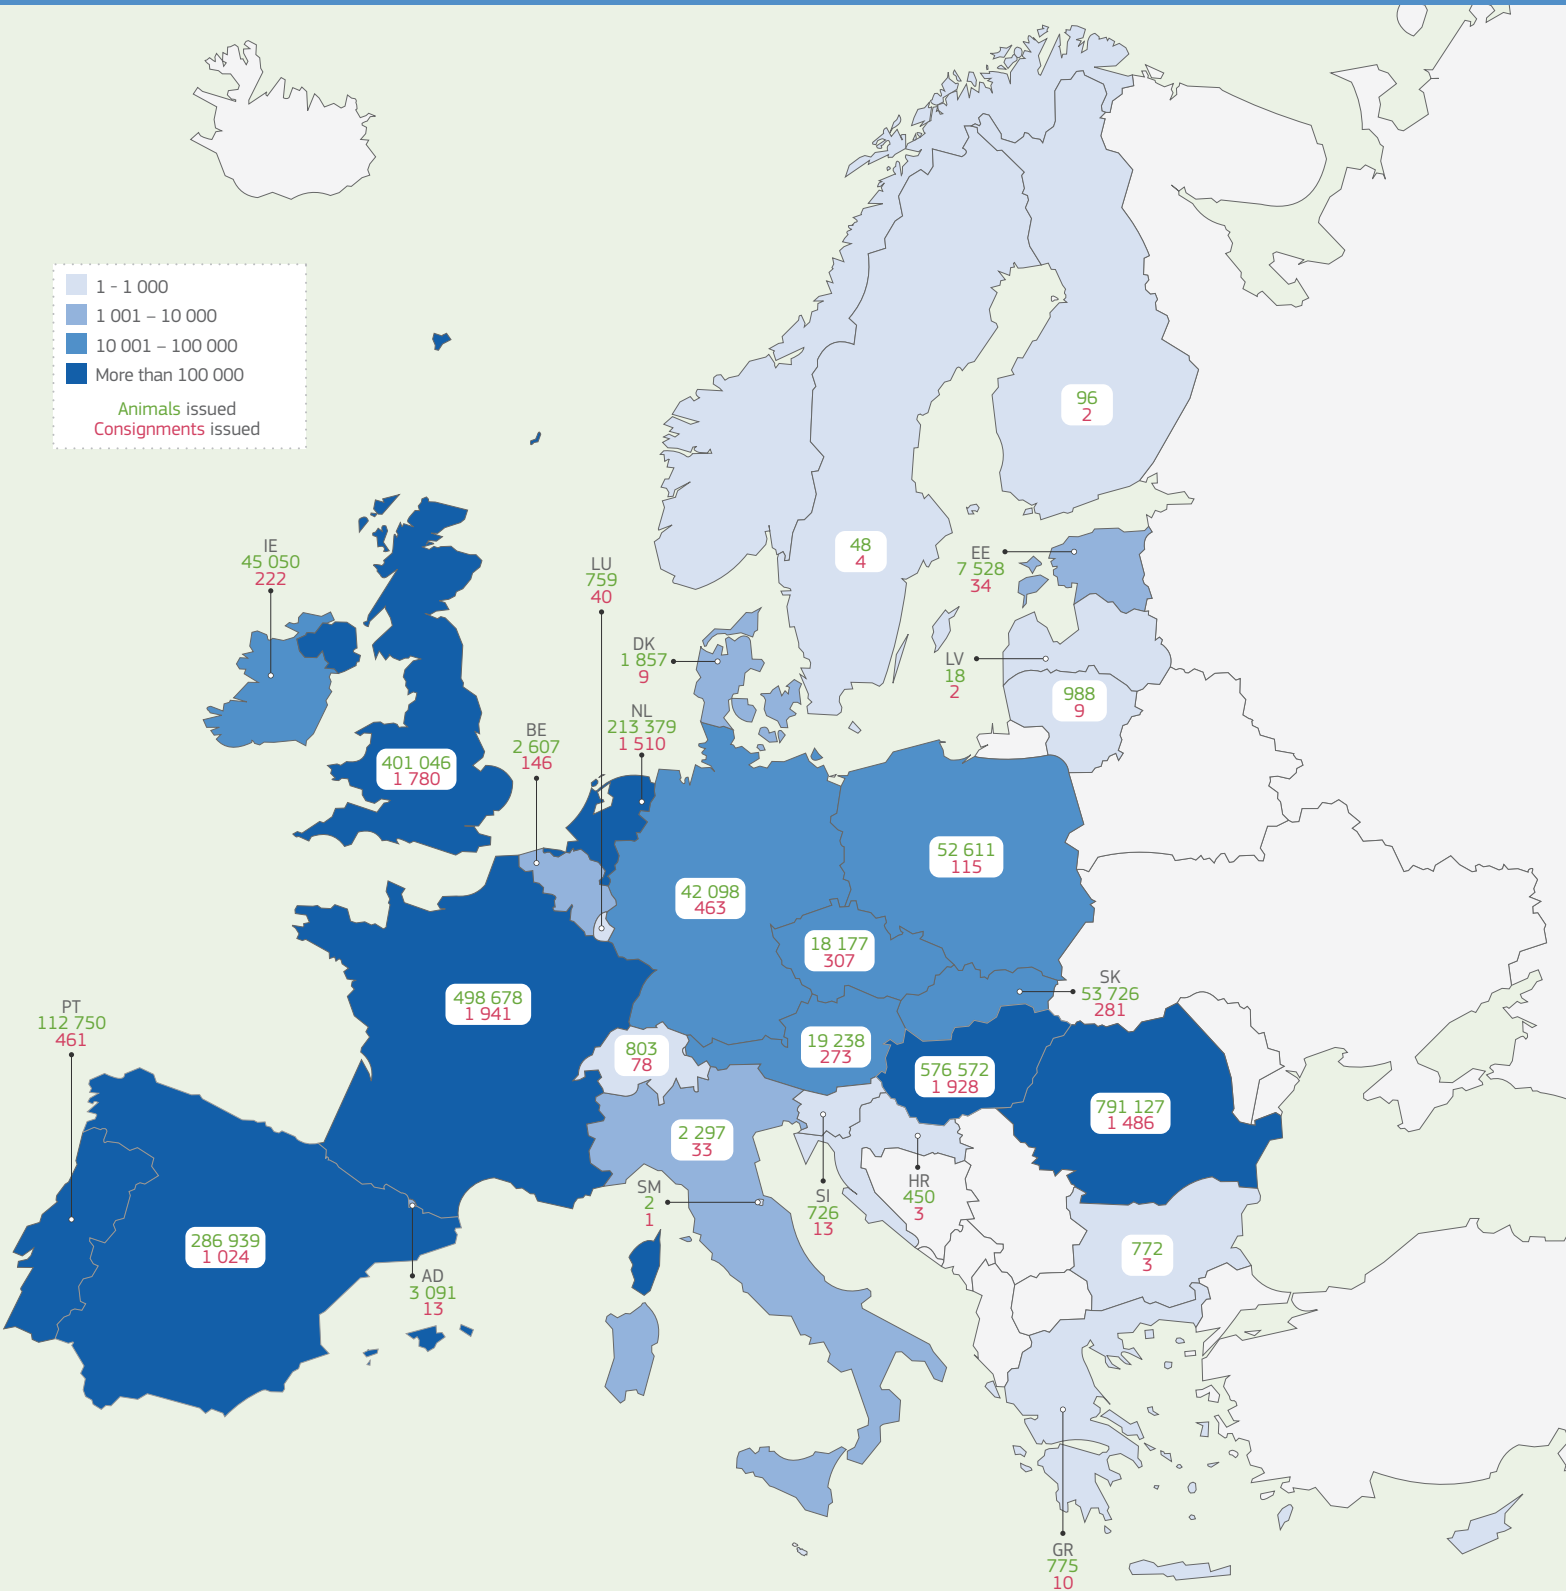 1 - 1 000
1 001 – 10 000
10 001 – 100 000
More than 100 000
Animals issued
Consignments issued
96
2
48
4
EE
7 528
34
IE
45 050
222
LU
759
40
DK
1 857
9
LV
18
2
988
9
NL
213 379
1 510
BE
2 607
146
401 046
1 780
52 611
115
42 098
463
18 177
307
SK
53 726
281
498 678
1 941
PT
112 750
461
803
78
19 238
273
576 572
1 928
791 127
1 486
2 297
33
SM
2
1
SI
726
13
HR
450
3
286 939
1 024
772
3
AD
3 091
13
GR
775
10